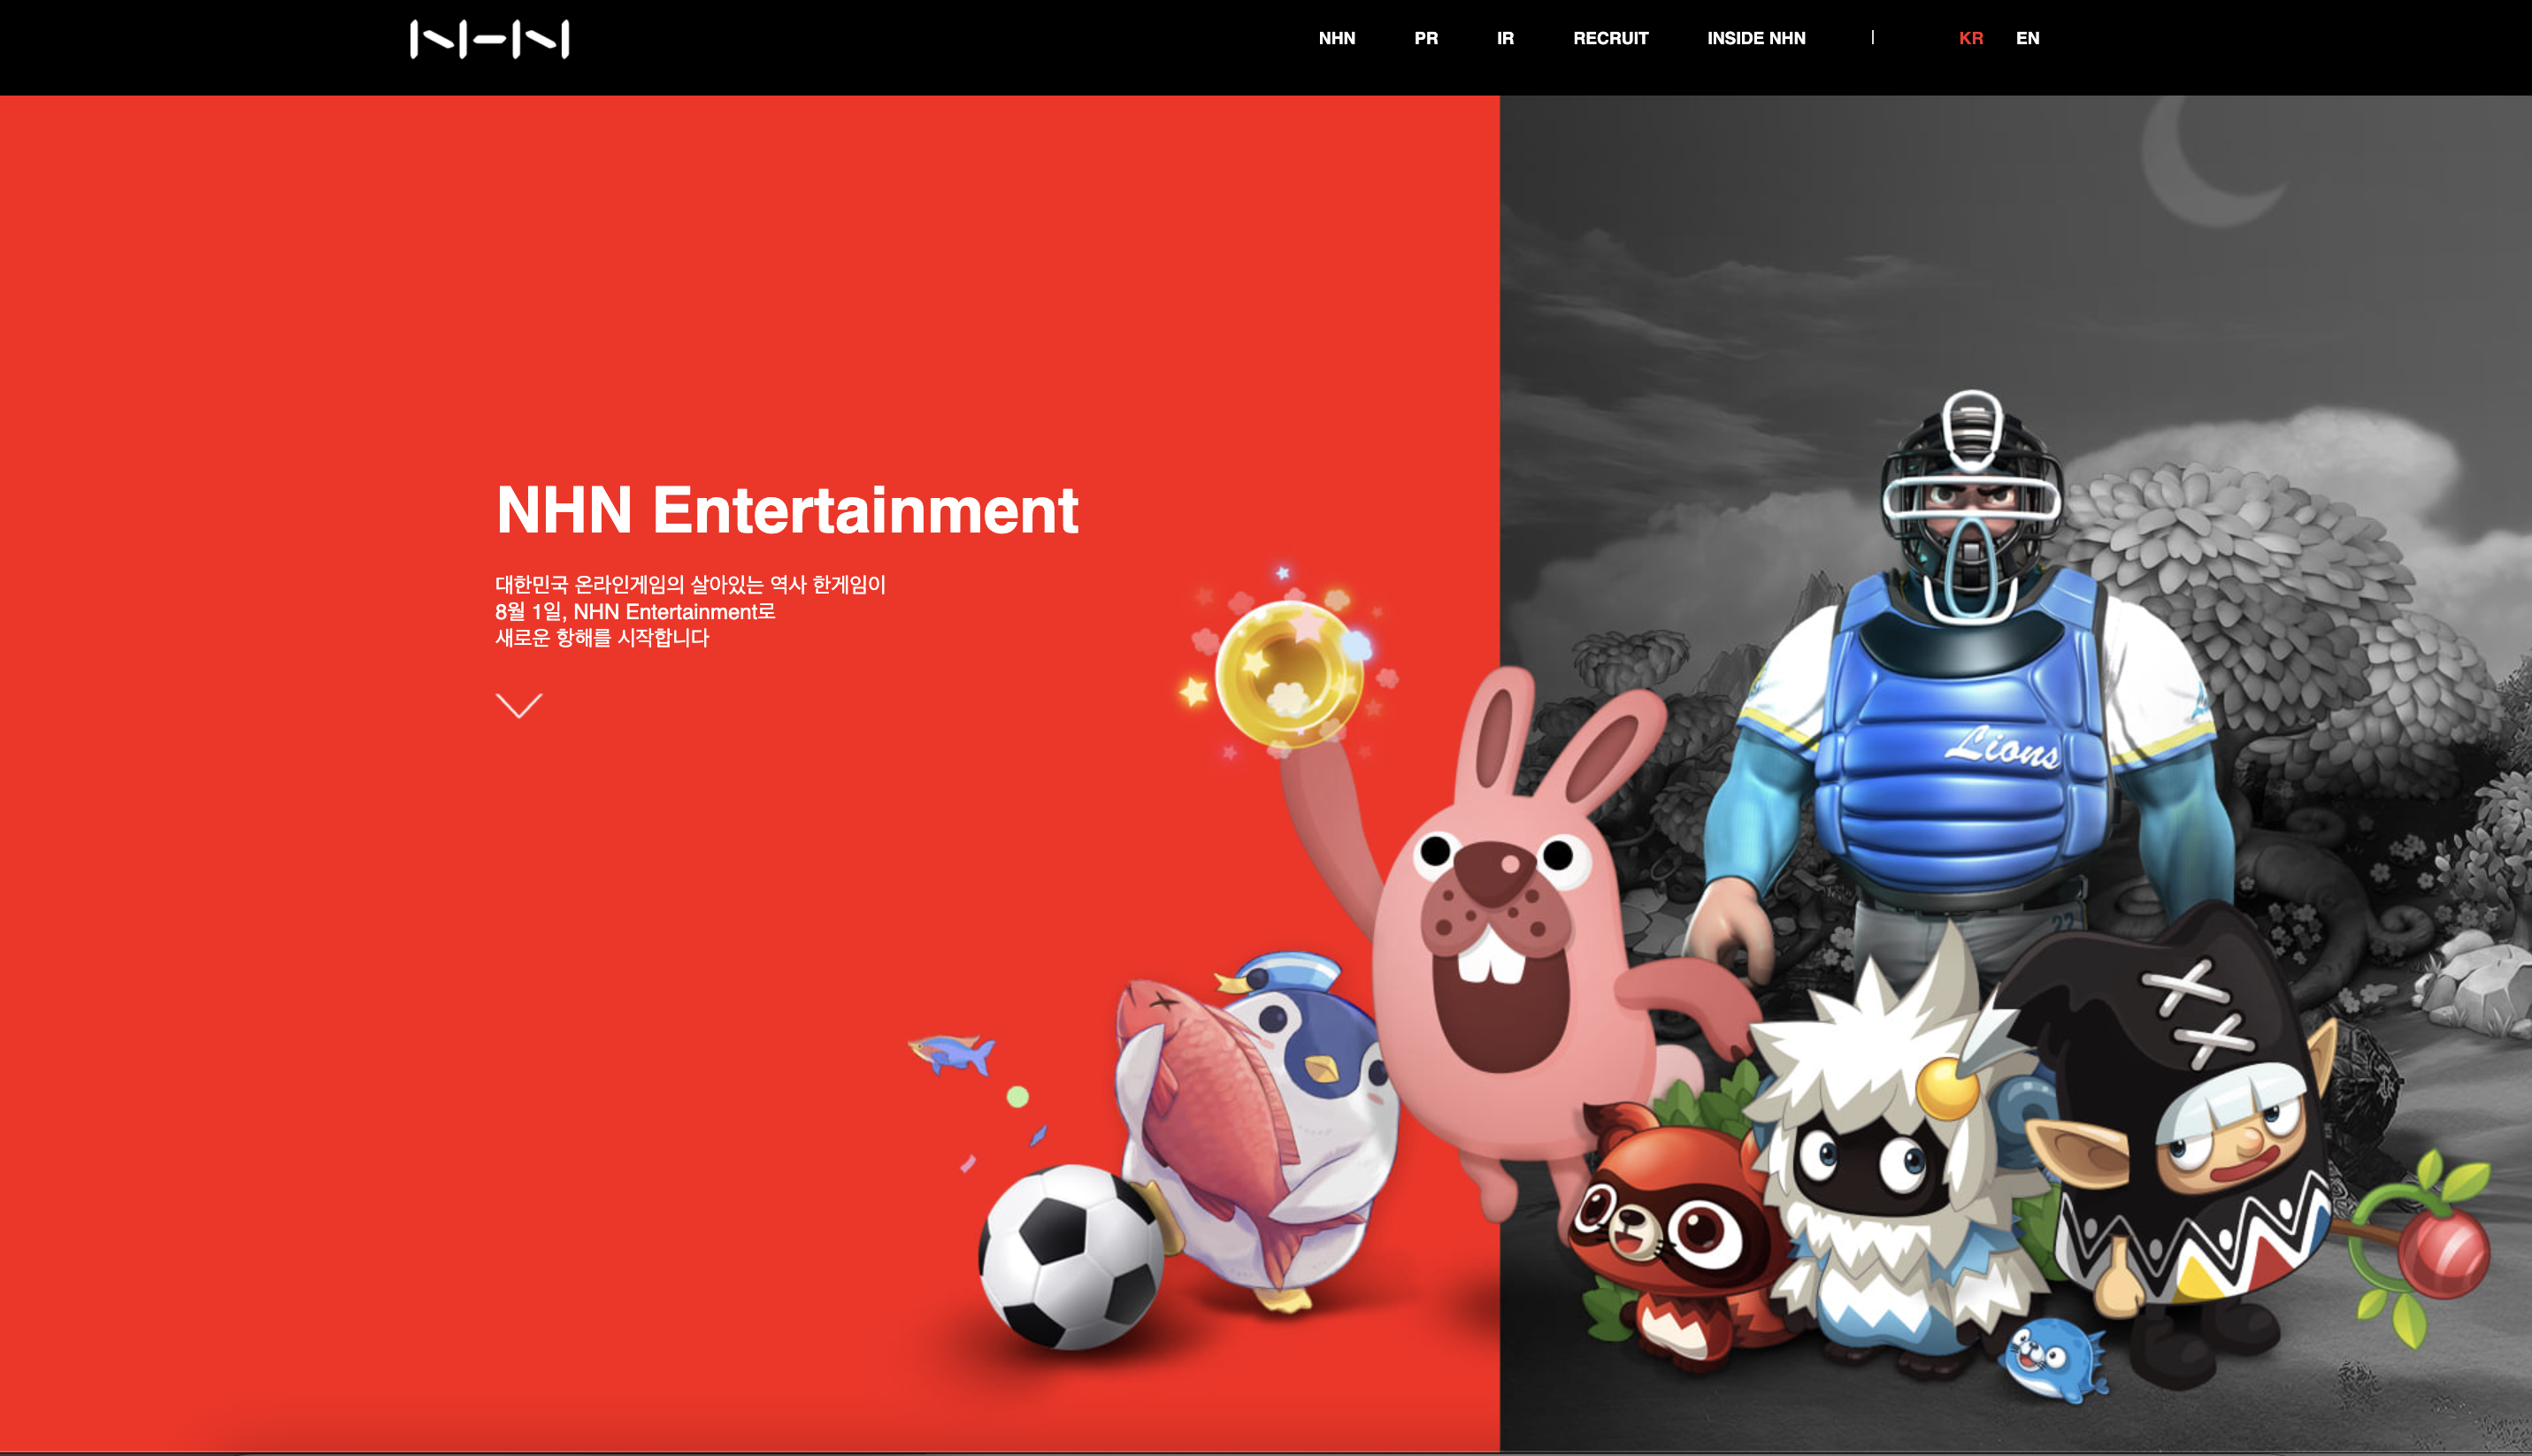 NHN
NHN PR IR RECRUIT INSIDE NHN | KR EN
NHN Entertainment
대한민국 온라인게임의 살아있는 역사 한게임이
8월 1일, NHN Entertainment로
새로운 항해를 시작합니다
Lions
22